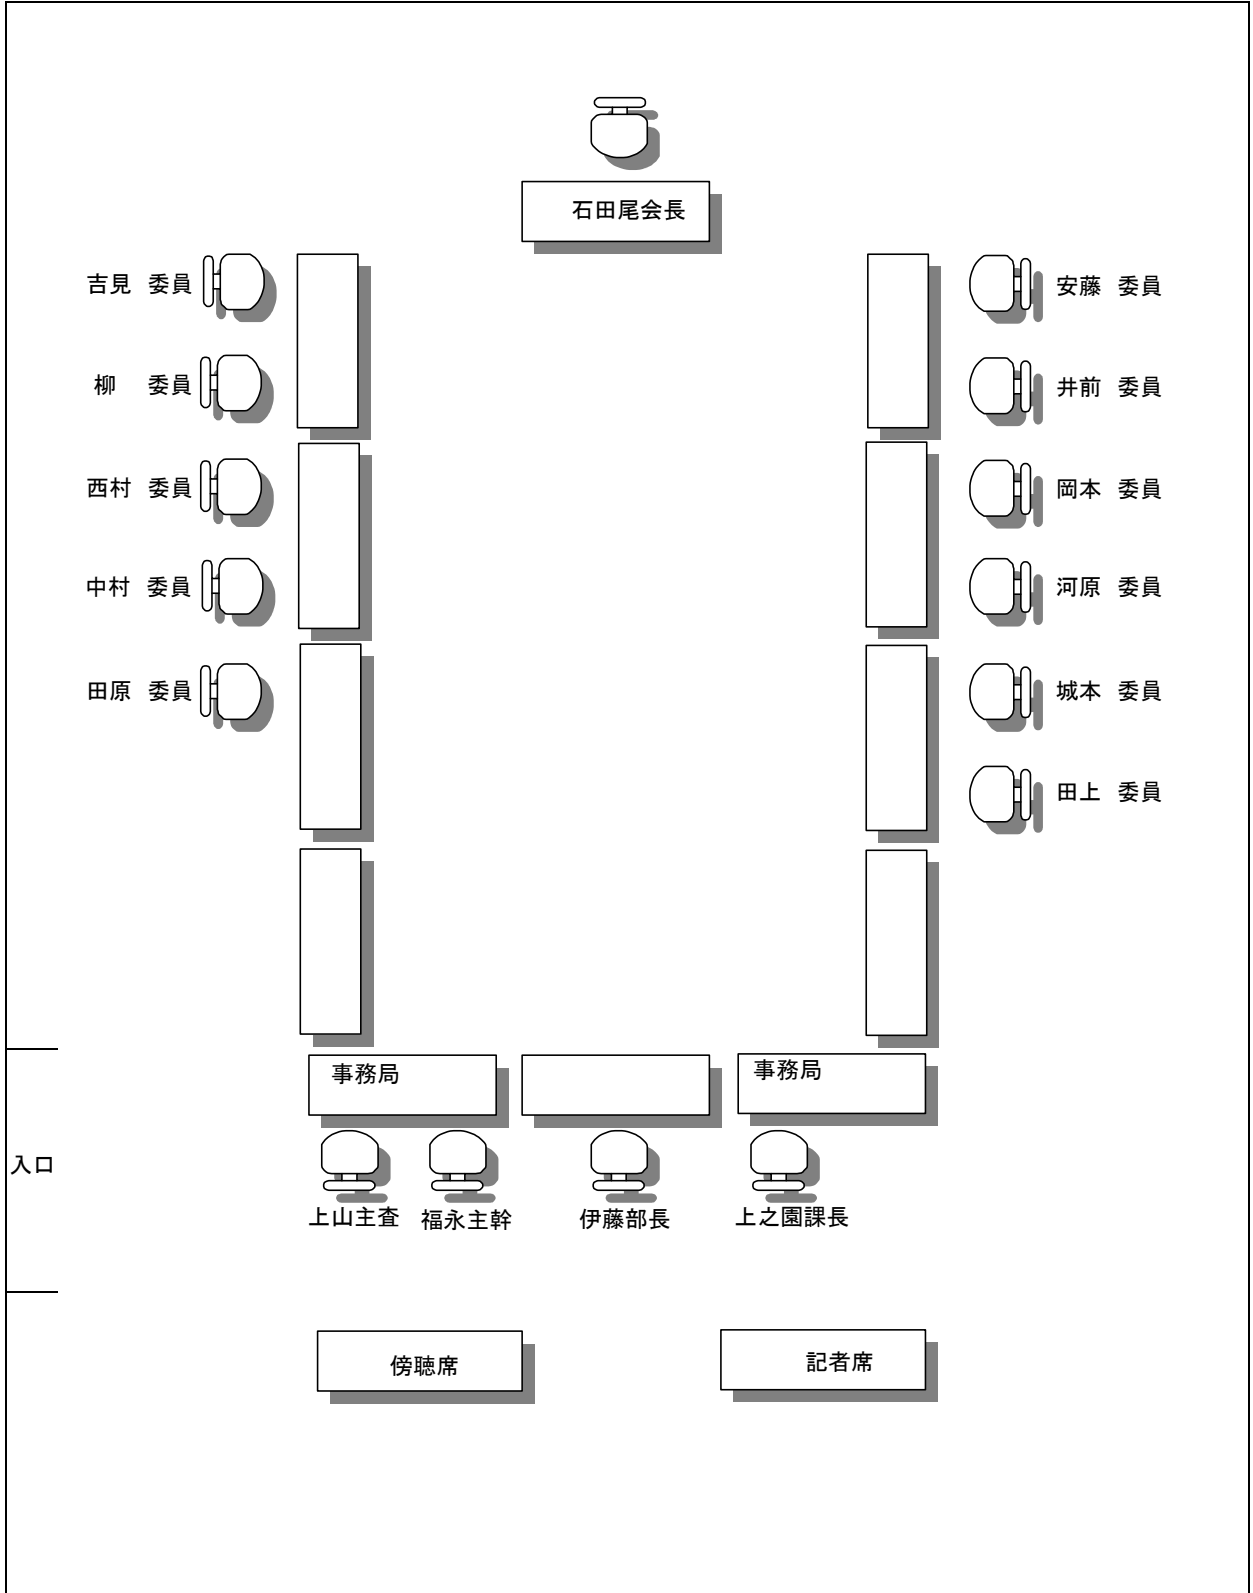 石田尾会長
吉見 委員
安藤 委員
柳 委員
井前 委員
西村 委員
岡本 委員
中村 委員
河原 委員
田原 委員
城本 委員
田上 委員
事務局
事務局
入口
上山主査
福永主幹
伊藤部長
上之園課長
傍聴席
記者席